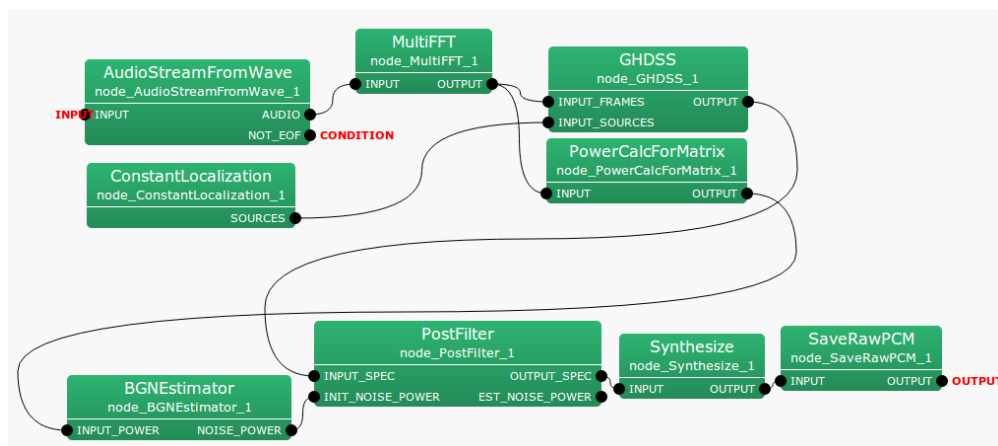 AudioStreamFromWave
node_AudioStreamFromWave_1
INPUT INPUT AUDIO
NOT_EOF CONDITION
MultiFFT
node_MultiFFT_1
INPUT OUTPUT
GHDSS
node_GHDSS_1
INPUT_FRAMES OUTPUT
INPUT_SOURCES
ConstantLocalization
node_ConstantLocalization_1
SOURCES
PowerCalcForMatrix
node_PowerCalcForMatrix_1
INPUT OUTPUT
BGNEstimator
node_BGNEstimator_1
INPUT_POWER NOISE_POWER
PostFilter
node_PostFilter_1
INPUT_SPEC OUTPUT_SPEC
INIT_NOISE_POWER EST_NOISE_POWER
Synthesize
node_Synthesize_1
INPUT OUTPUT
SaveRawPCM
node_SaveRawPCM_1
INPUT OUTPUT OUTPUT